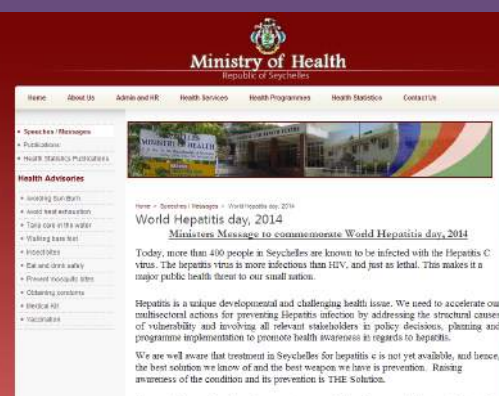 Ministry of Health
Republic of Seychelles
Home About Us Admin and HR Health Services Health Programmes Health Statistics Contact Us
Speeches / Messages
Publications
Health Statistics Publications
Health Advisories
Avoiding Sun Burn
Avoid heat exhaustion
Take care in the water
Walking bare feet
Insect bites
Eat and drink safely
Prevent mosquito bites
Obtaining condoms
Medical Kit
Vaccination
MINISTRY OF HEALTH
Home Speeches / Messages World Hepatitis day, 2014
World Hepatitis day, 2014
Ministers Message to commemorate World Hepatitis day, 2014
Today, more than 400 people in Seychelles are known to be infected with the Hepatitis C
virus. The hepatitis virus is more infectious than HIV, and just as lethal. This makes it a
major public health threat to our small nation.
Hepatitis is a unique developmental and challenging health issue. We need to accelerate our
multisectoral actions for preventing Hepatitis infection by addressing the structural causes
of vulnerability and involving all relevant stakeholders in policy decisions, planning and
programme implementation to promote health awareness in regards to hepatitis.
We are well aware that treatment in Seychelles for hepatitis c is not yet available, and hence,
the best solution we know of and the best weapon we have is prevention. Raising
awareness of the condition and its prevention is THE Solution.